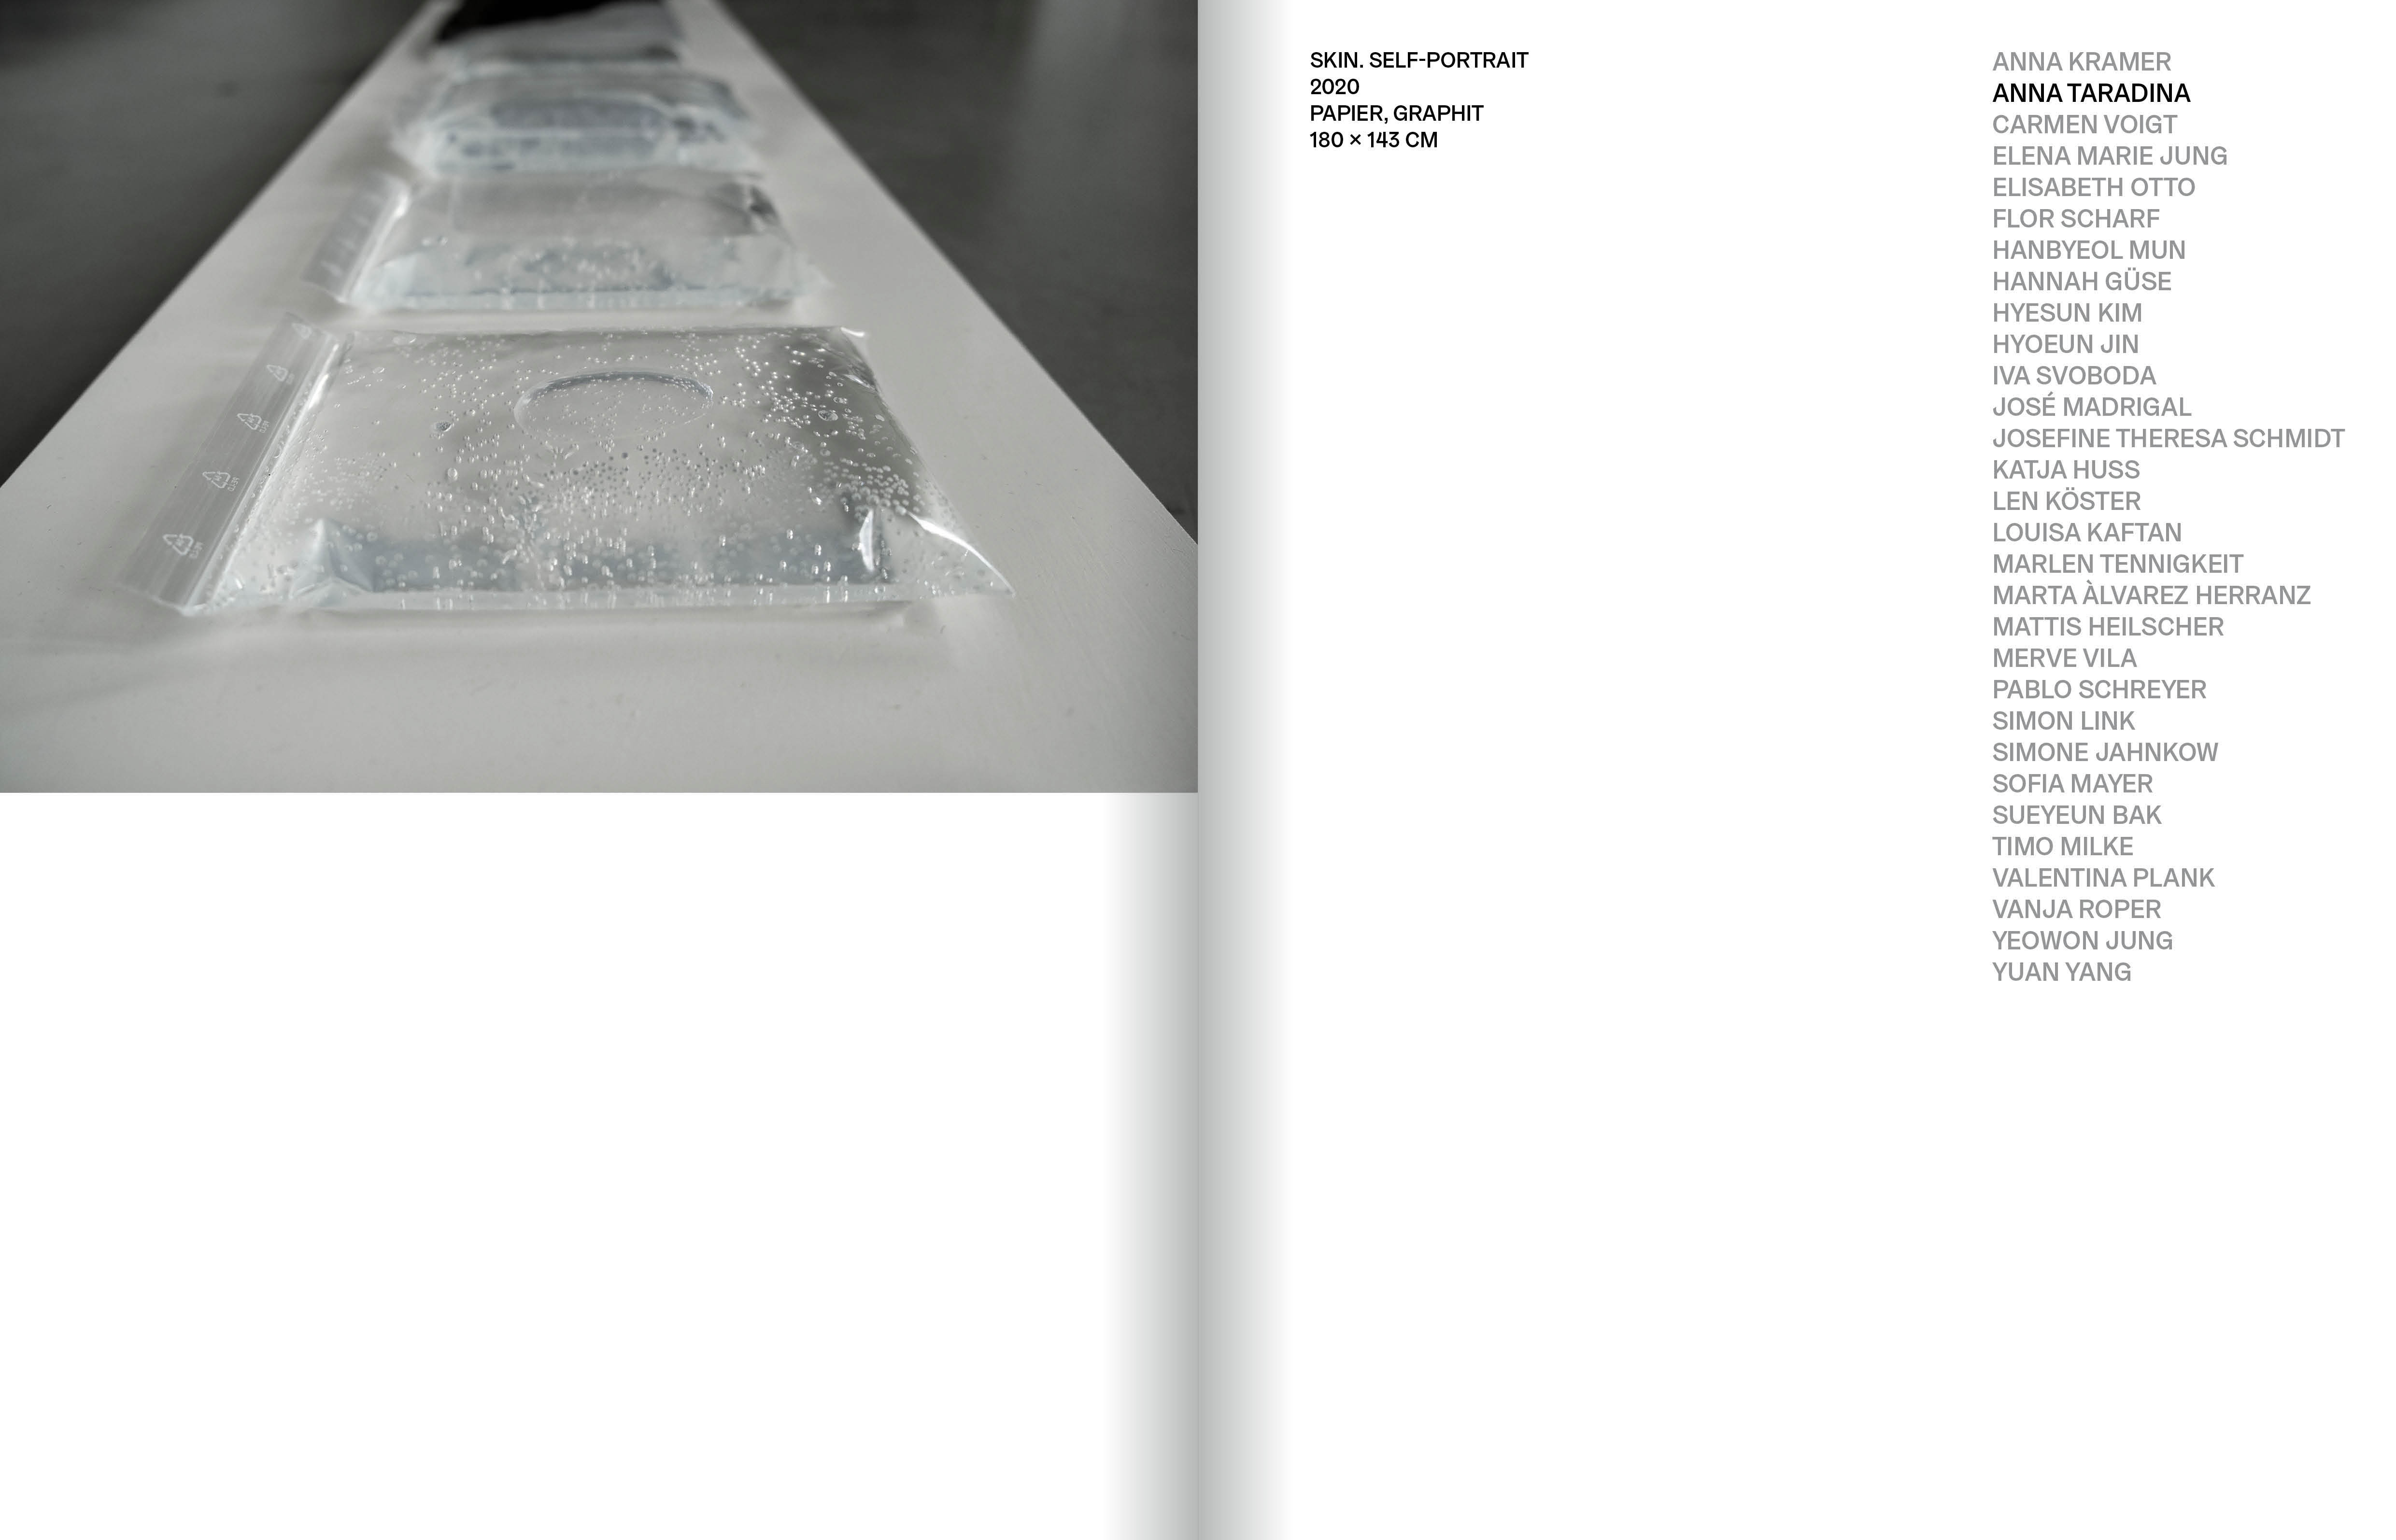 SKIN. SELF-PORTRAIT
2020
PAPIER, GRAPHIT
180 × 143 CM
ANNA KRAMER
ANNA TARADINA
CARMEN VOIGT
ELENA MARIE JUNG
ELISABETH OTTO
FLOR SCHARF
HANBYEOL MUN
HANNAH GÜSE
HYESUN KIM
HYOEUN JIN
IVA SVOBODA
JOSÉ MADRIGAL
JOSEFINE THERESA SCHMIDT
KATJA HUSS
LEN KÖSTER
LOUISA KAFTAN
MARLEN TENNIGKEIT
MARTA ÀLVAREZ HERRANZ
MATTIS HEILSCHER
MERVE VILA
PABLO SCHREYER
SIMON LINK
SIMONE JAHNKOW
SOFIA MAYER
SUEYEUN BAK
TIMO MILKE
VALENTINA PLANK
VANJA ROPER
YEOWON JUNG
YUAN YANG